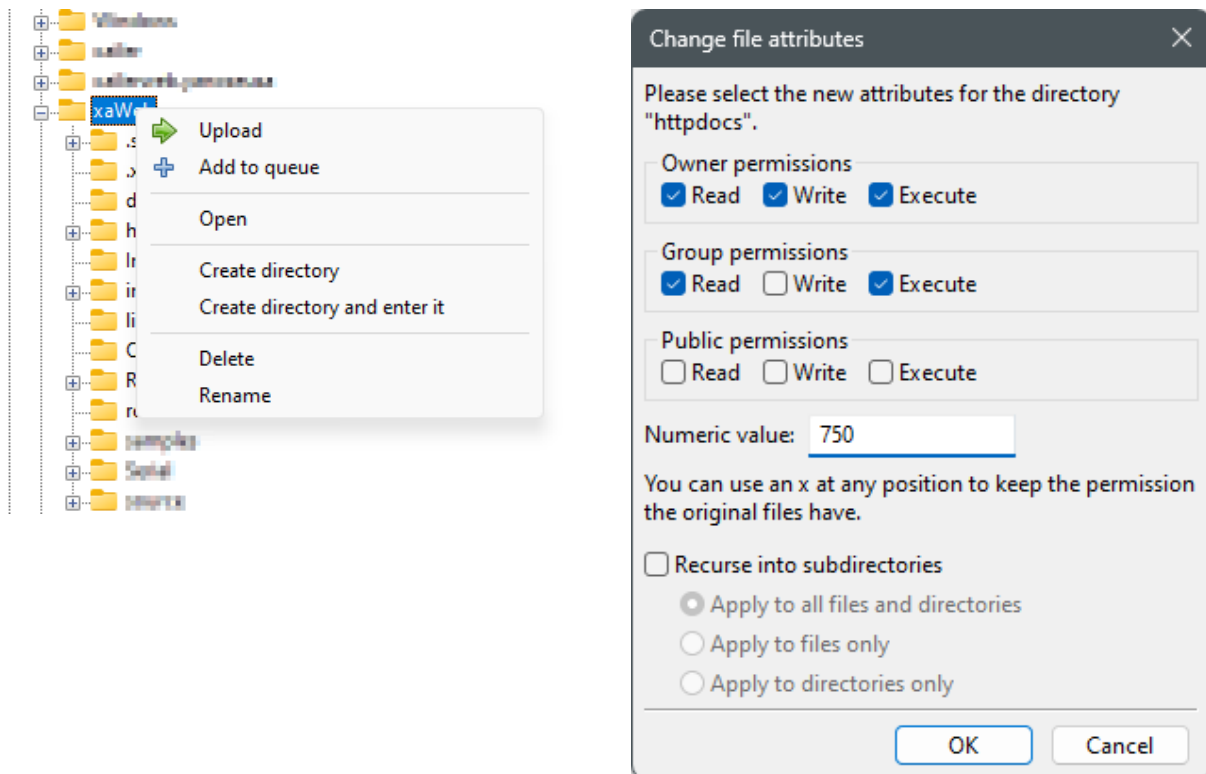 xaWeb
Upload
Add to queue
Open
Create directory
Create directory and enter it
Delete
Rename
Change file attributes
Please select the new attributes for the directory
"httpdocs".
Owner permissions
Read Write Execute
Group permissions
Read Write Execute
Public permissions
Read Write Execute
Numeric value: 750
You can use an x at any position to keep the permission
the original files have.
Recurse into subdirectories
Apply to all files and directories
Apply to files only
Apply to directories only
OK Cancel